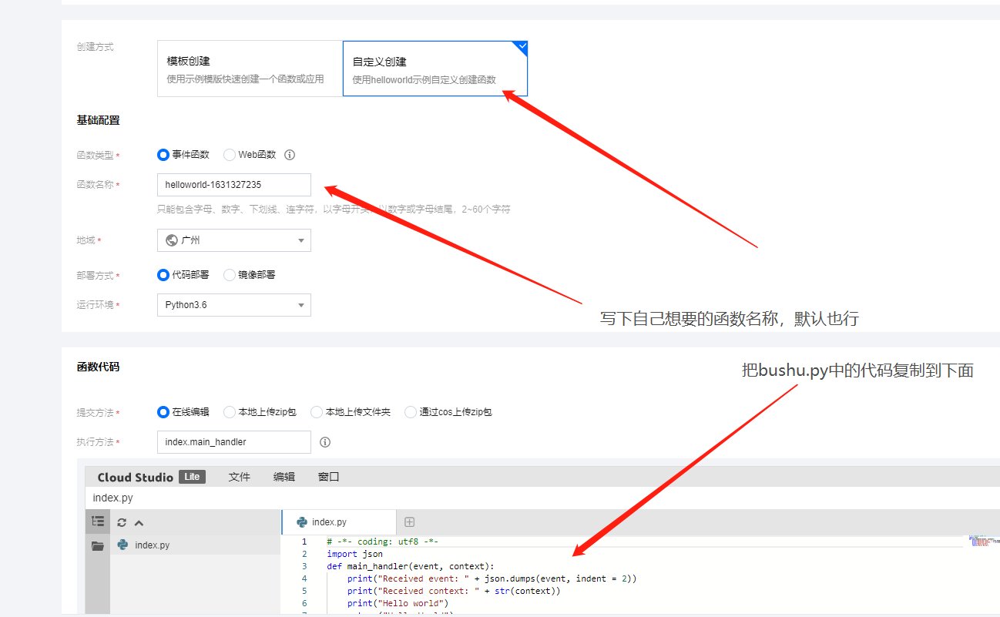 创建方式
模板创建
使用示例模版快速创建一个函数或应用
自定义创建
使用helloworld示例自定义创建函数
基础配置
函数类型 * 事件函数 Web函数
函数名称 * helloworld-1631327235
只能包含字母、数字、下划线、连字符，以字母开头，以数字或字母结尾，2~60个字符
地域 * 广州
部署方式 * 代码部署 镜像部署
运行环境 * Python3.6
写下自己想要的函数名称，默认也行
函数代码
把bushu.py中的代码复制到下面
提交方法 * 在线编辑 本地上传zip包 本地上传文件夹 通过cos上传zip包
执行方法 * index.main_handler
Cloud Studio Lite 文件 编辑 窗口
index.py
index.py
index.py
1 # -*- coding: utf8 -*-
2 import json
3 def main_handler(event, context):
4 print("Received event: " + json.dumps(event, indent = 2))
5 print("Received context: " + str(context))
6 print("Hello world")